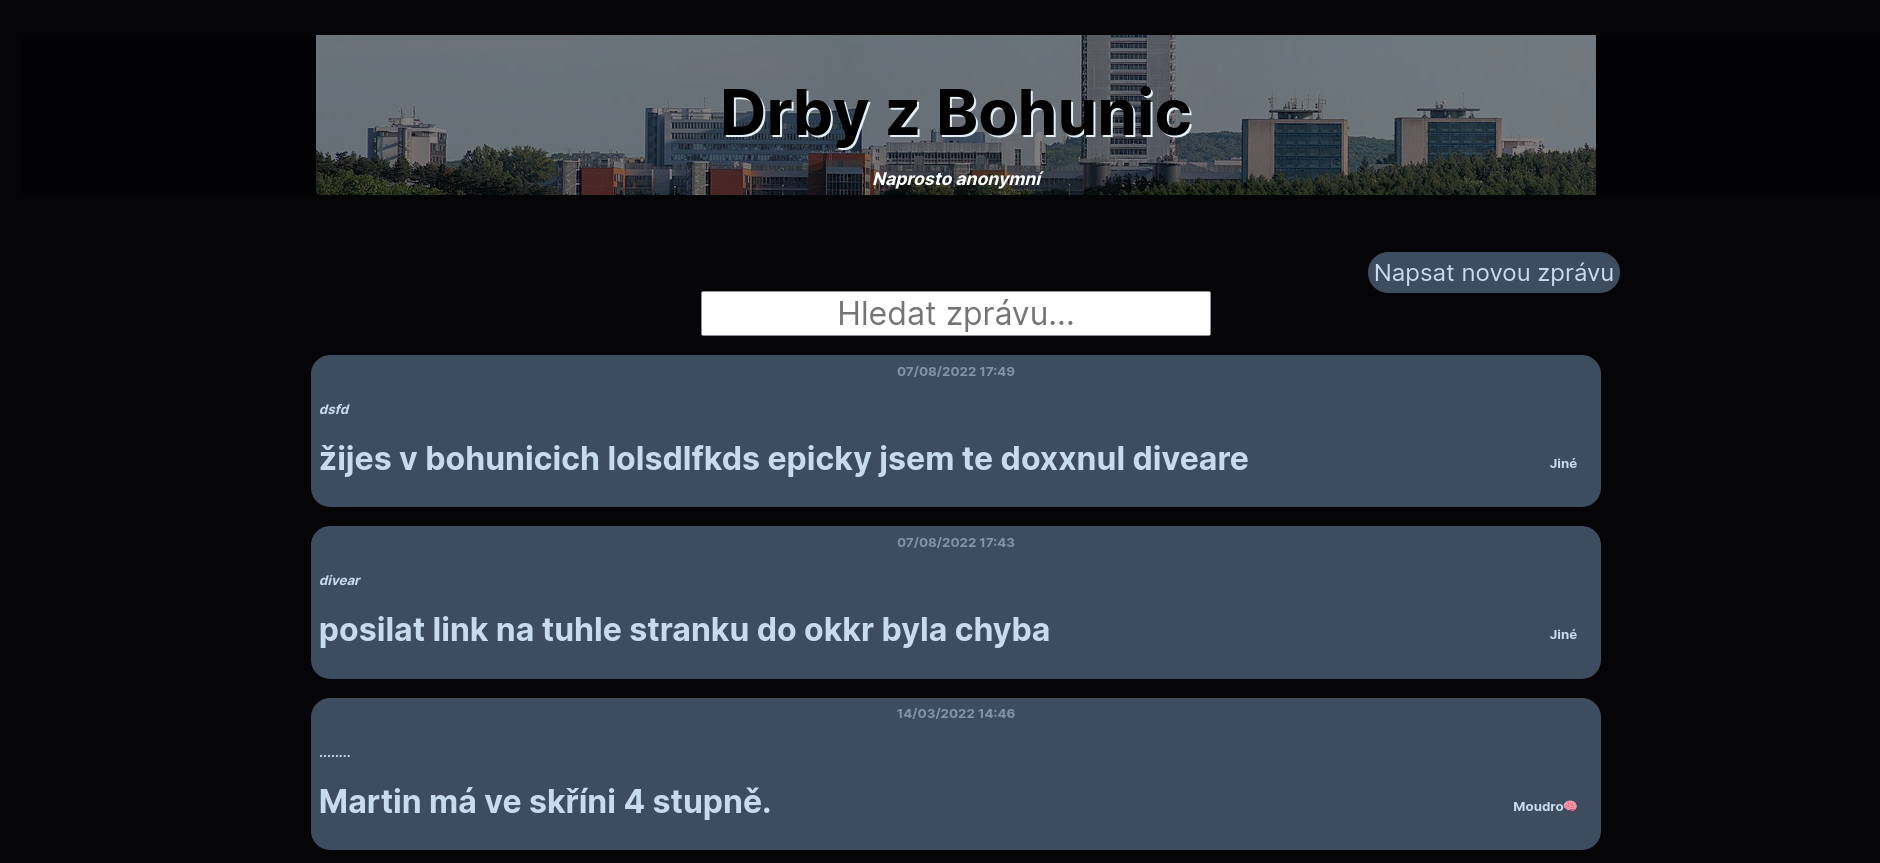 Drby z Bohunic
Naprosto anonymní
Napsat novou zprávu
Hledat zprávu...
07/08/2022 17:49
dsfd
žijes v bohunicich lolsdlfkds epicky jsem te doxxnul diveare
Jiné
07/08/2022 17:43
divear
posilat link na tuhle stranku do okkr byla chyba
Jiné
14/03/2022 14:46
........
Martin má ve skříni 4 stupně.
Moudro🧠